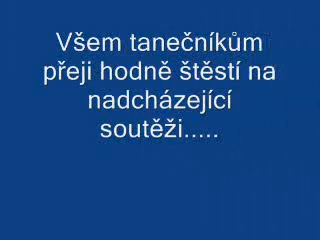 Všem tanečníkům
přeji hodně štěstí na
nadcházející
soutěži.....